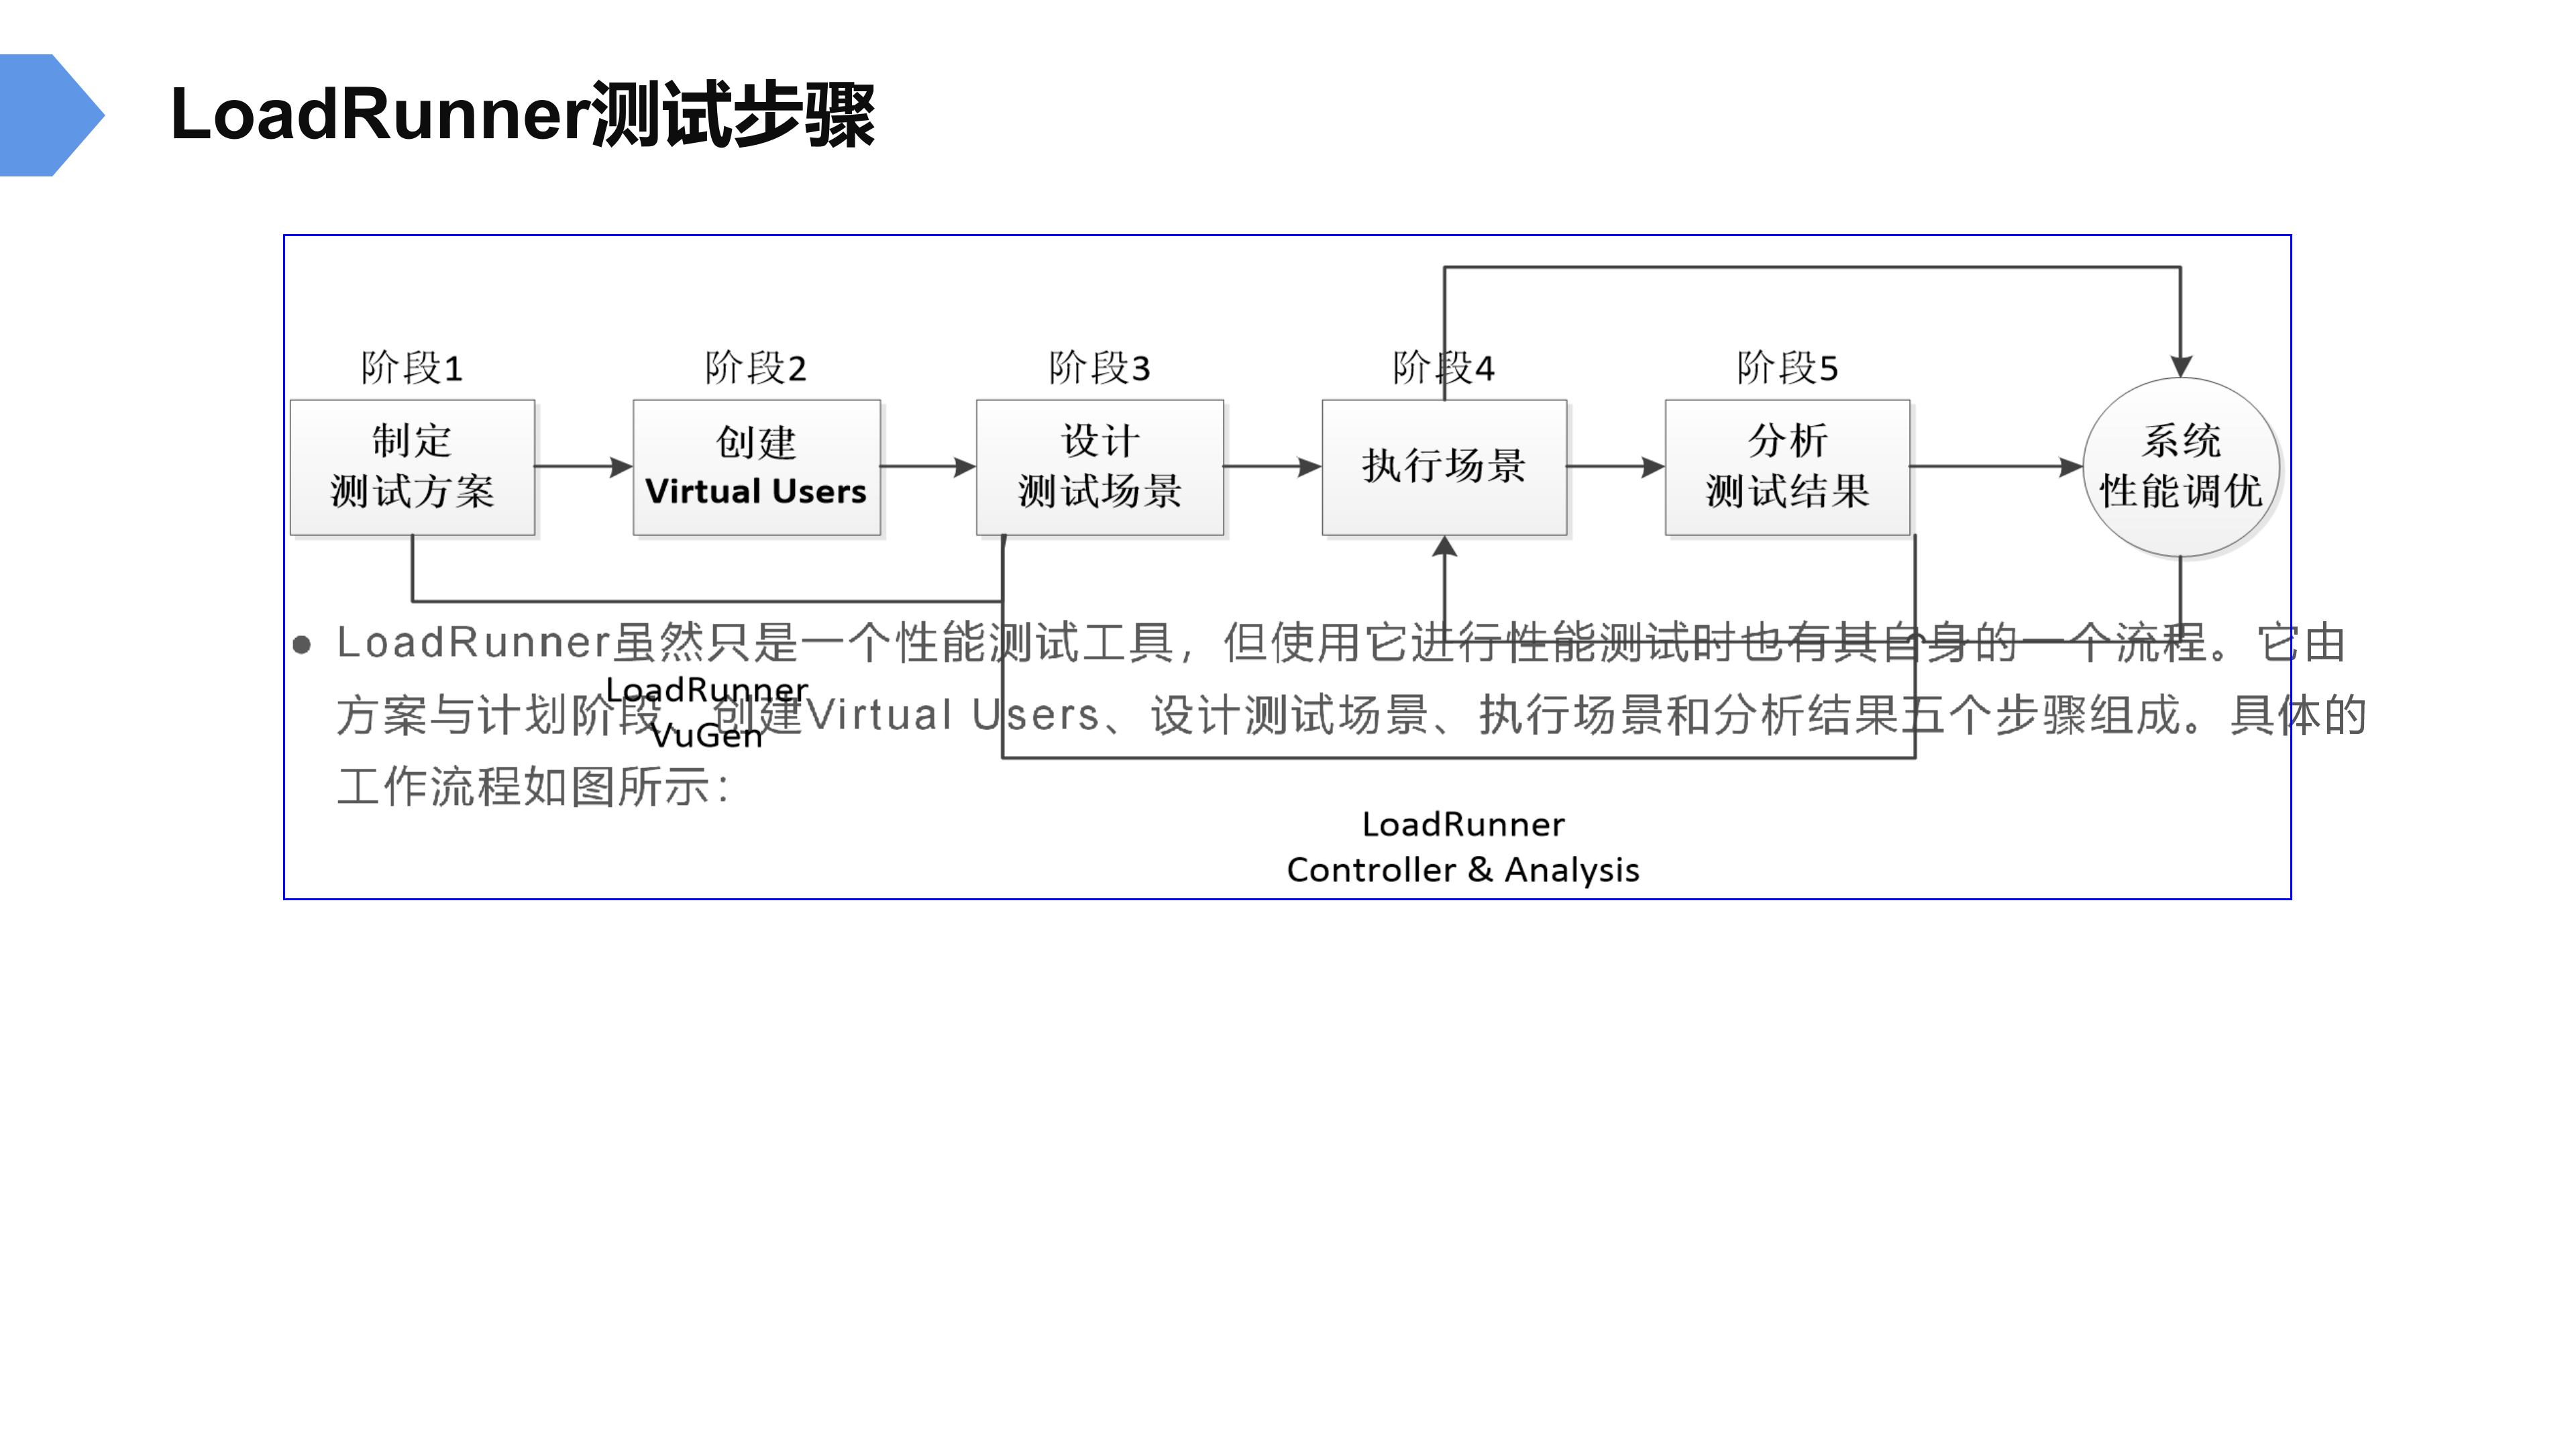 LoadRunner测试步骤
阶段1
阶段2
阶段3
阶段4
阶段5
制定
测试方案
创建
Virtual Users
设计
测试场景
执行场景
分析
测试结果
系统
性能调优
LoadRunner虽然只是一个性能测试工具，但使用它进行性能测试时也有其自身的一个流程。它由
方案与计划阶段、创建Virtual Users、设计测试场景、执行场景和分析结果五个步骤组成。具体的
工作流程如图所示：
LoadRunner
VuGen
LoadRunner
Controller & Analysis